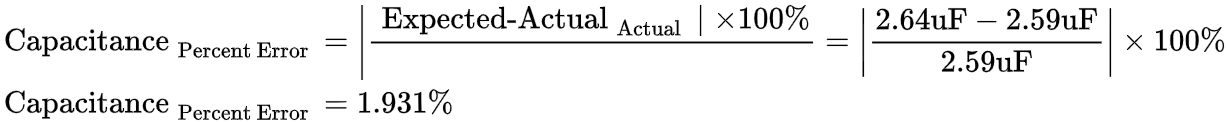 Capacitance Percent Error = | Expected-Actual Actual | ×100% = | 2.64uF − 2.59uF / 2.59uF | × 100%
Capacitance Percent Error = 1.931%